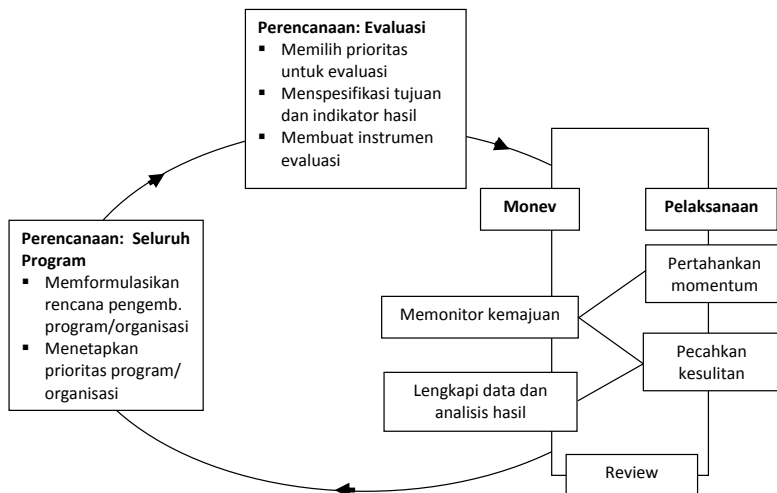 Perencanaan: Evaluasi
▪ Memilih prioritas
untuk evaluasi
▪ Menspesifikasi tujuan
dan indikator hasil
▪ Membuat instrumen
evaluasi
Perencanaan: Seluruh
Program
▪ Memformulasikan
rencana pengemb.
program/organisasi
▪ Menetapkan
prioritas program/
organisasi
Monev
Pelaksanaan
Pertahankan
momentum
Memonitor kemajuan
Pecahkan
kesulitan
Lengkapi data dan
analisis hasil
Review